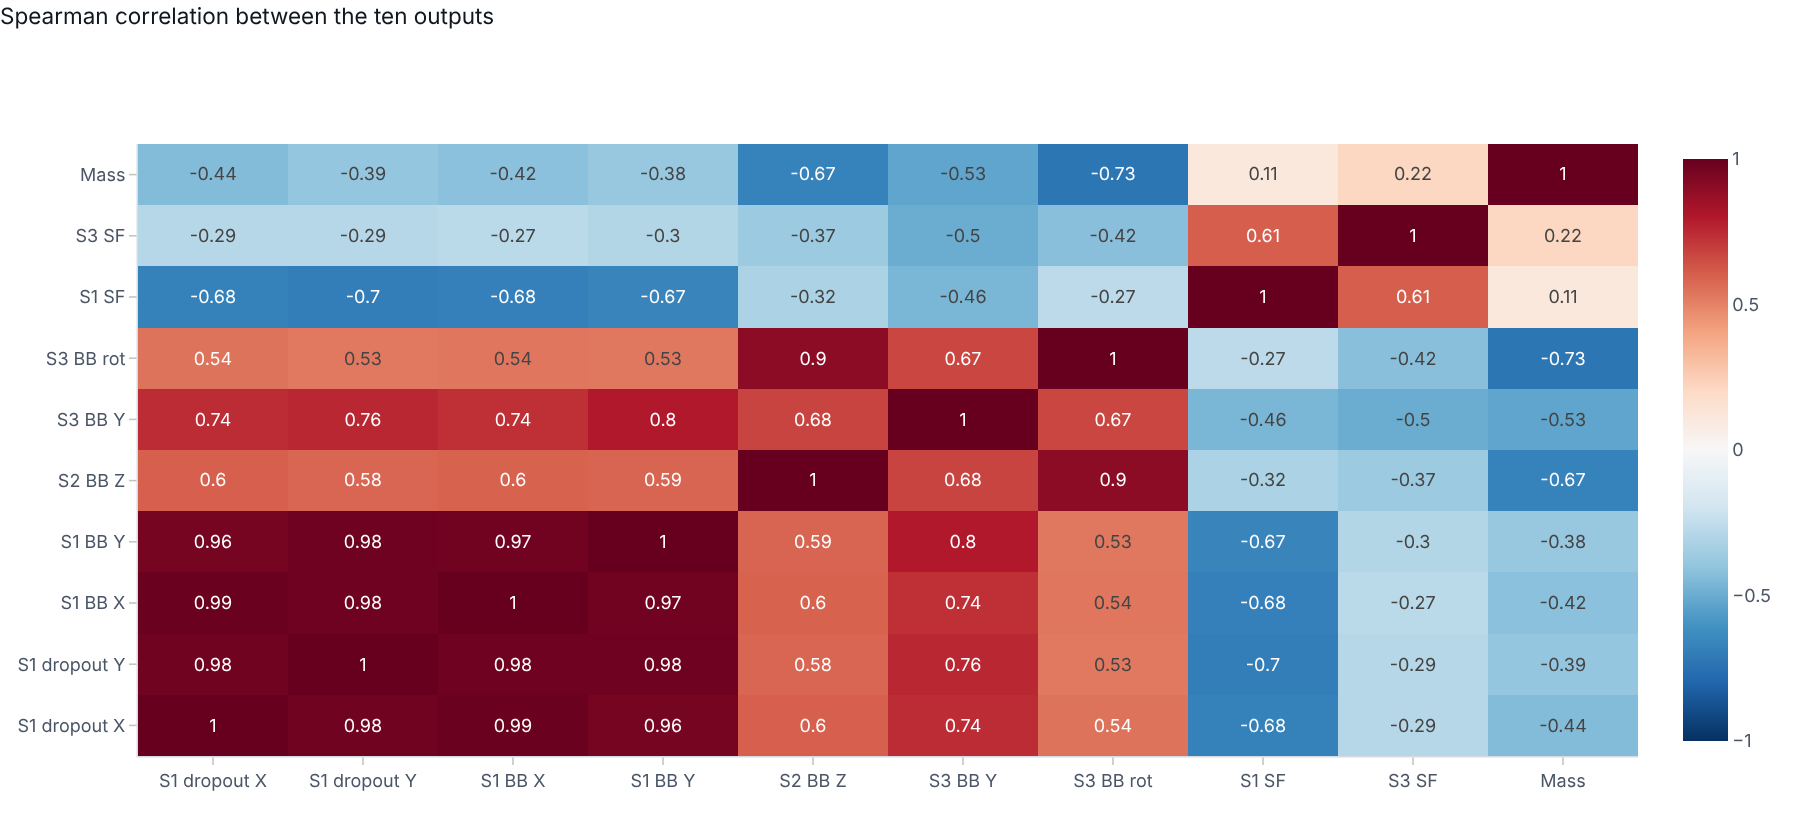 Spearman correlation between the ten outputs
Mass -0.44 -0.39 -0.42 -0.38 -0.67 -0.53 -0.73 0.11 0.22 1
S3 SF -0.29 -0.29 -0.27 -0.3 -0.37 -0.5 -0.42 0.61 1 0.22
S1 SF -0.68 -0.7 -0.68 -0.67 -0.32 -0.46 -0.27 1 0.61 0.11
S3 BB rot 0.54 0.53 0.54 0.53 0.9 0.67 1 -0.27 -0.42 -0.73
S3 BB Y 0.74 0.76 0.74 0.8 0.68 1 0.67 -0.46 -0.5 -0.53
S2 BB Z 0.6 0.58 0.6 0.59 1 0.68 0.9 -0.32 -0.37 -0.67
S1 BB Y 0.96 0.98 0.97 1 0.59 0.8 0.53 -0.67 -0.3 -0.38
S1 BB X 0.99 0.98 1 0.97 0.6 0.74 0.54 -0.68 -0.27 -0.42
S1 dropout Y 0.98 1 0.98 0.98 0.58 0.76 0.53 -0.7 -0.29 -0.39
S1 dropout X 1 0.98 0.99 0.96 0.6 0.74 0.54 -0.68 -0.29 -0.44
S1 dropout X S1 dropout Y S1 BB X S1 BB Y S2 BB Z S3 BB Y S3 BB rot S1 SF S3 SF Mass
1
0.5
0
−0.5
−1